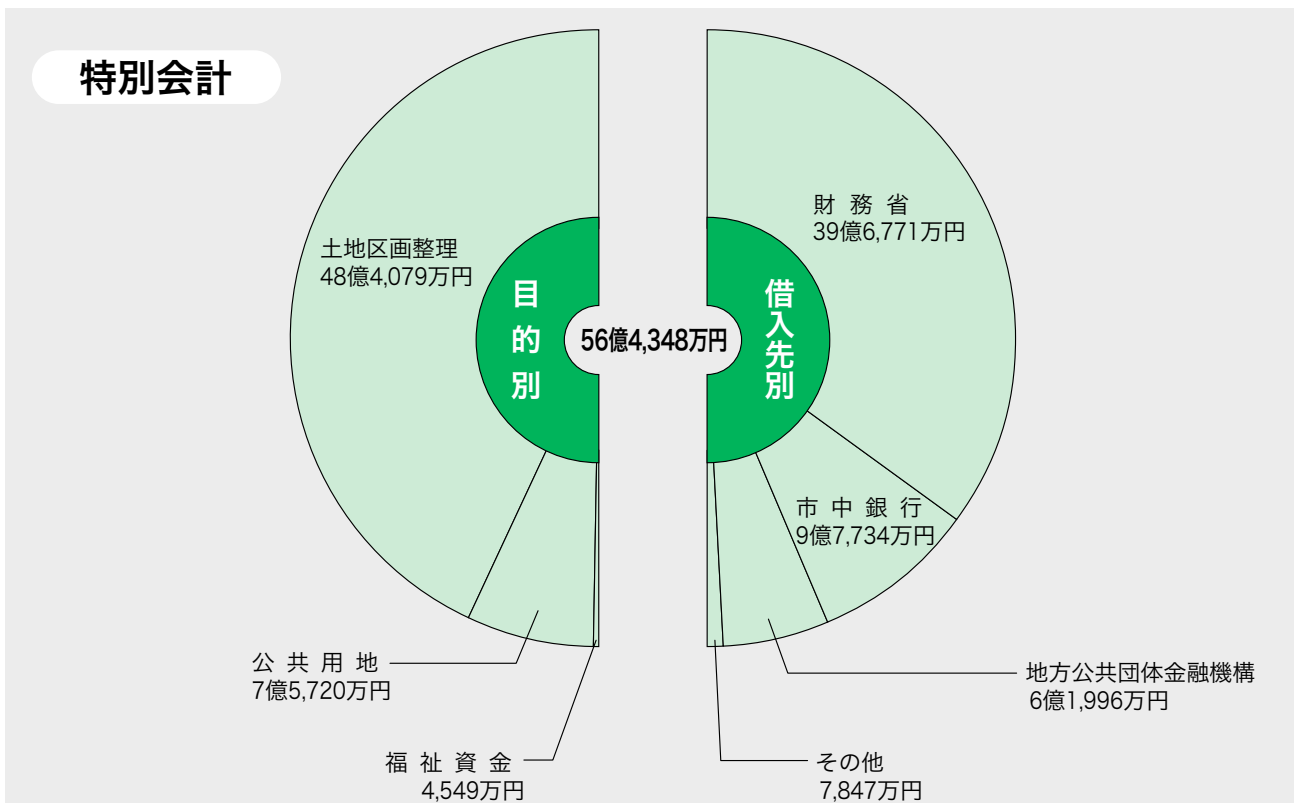 特別会計
目的別
借入先別
56億4,348万円
土地区画整理
48億4,079万円
公共用地
7億5,720万円
福祉資金
4,549万円
財務省
39億6,771万円
市中銀行
9億7,734万円
地方公共団体金融機構
6億1,996万円
その他
7,847万円